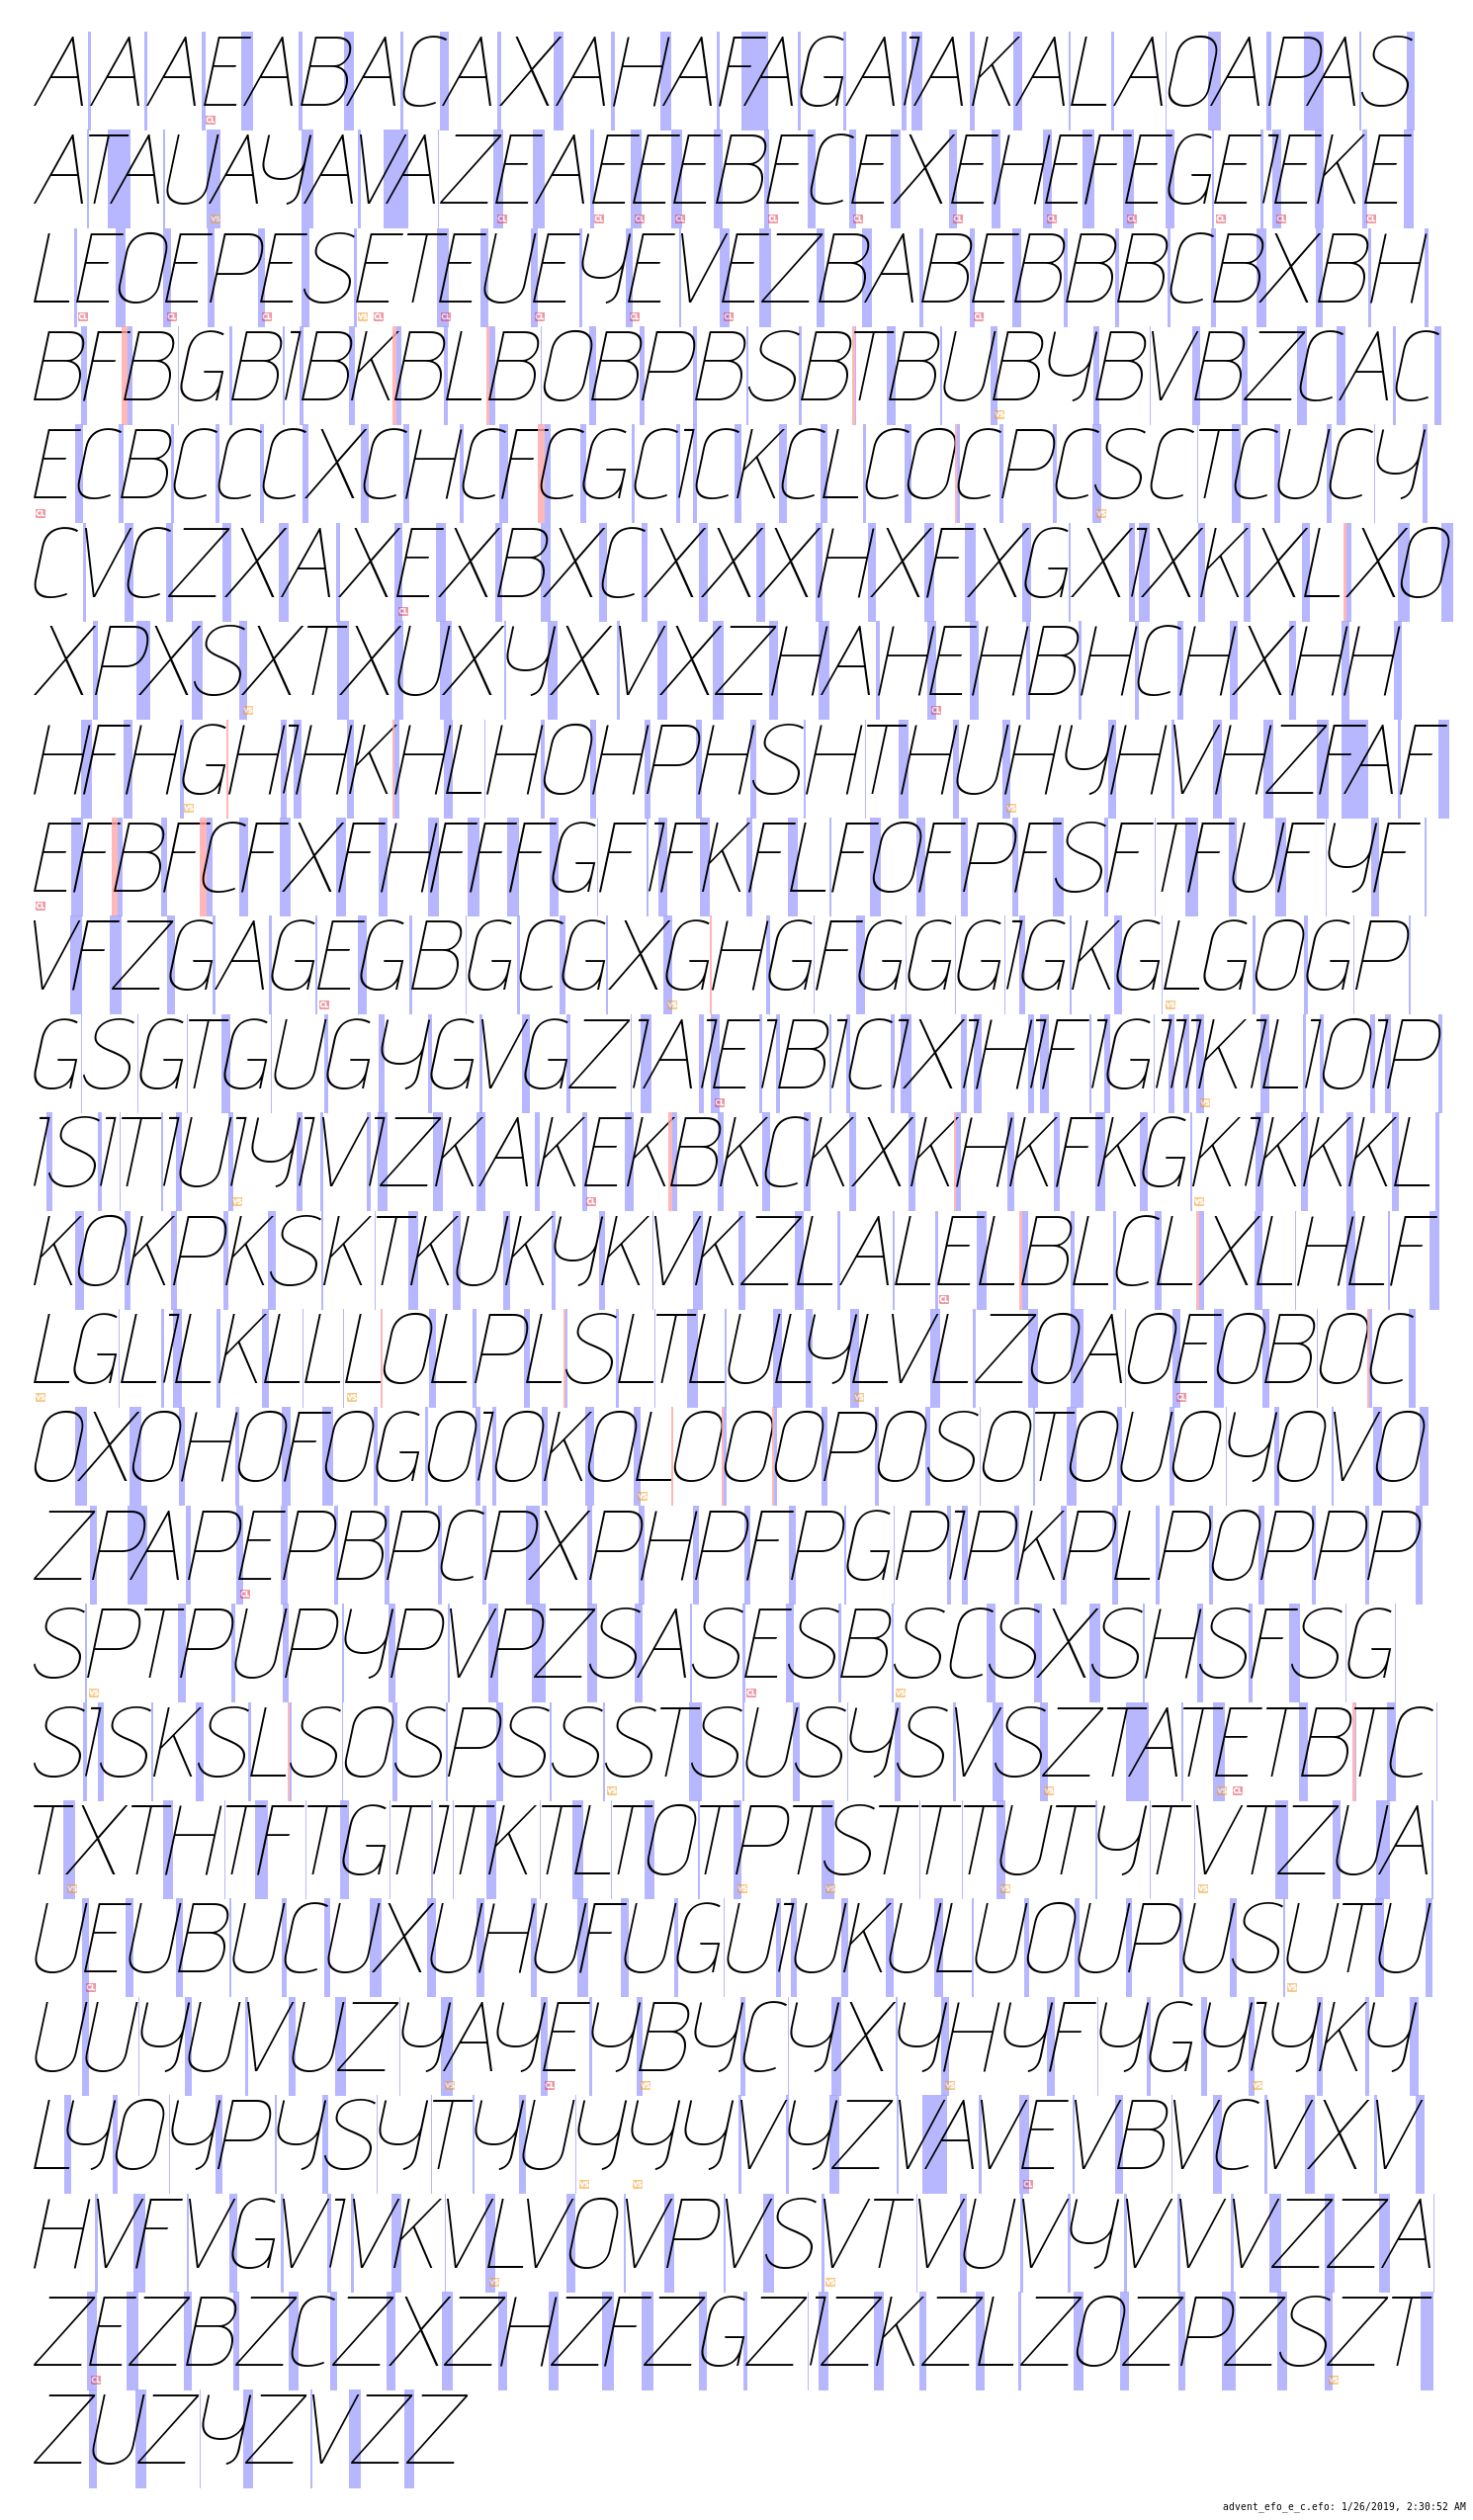 AAAEABACAXAHAFAGAIAKALAOAPAS
ATAUAYAVAZEAEEEBECEXEHEFEGEIEKE
LEOEPESETEUEYEVEZBABEBBBCBXBH
BFBGBIBKBLBOBPBSBTBUBYBVBZCAC
ECBCCCXCHCFCGCICKCLCOCPCSCTCUCY
CVCZXAXEXBXCXXXHXFXGXIXKXLXO
XPXSXTXUXYXVXZHAHEHBHCHXHH
HFHGHIHKHLHOHPHSHTHUHYHVHZFAF
EFBFCFXFHFFFGFIFKFLFOFPFSFTFUFYF
VFZGAGEGBGCGXGHGFGGGIGKGLGOGP
GSGTGUGYGVGZIAIEIBICIXIHIFIGIIIKILIOIP
ISITIUIYIVIZKAKEKBKCKXKHKFKGKIKKKL
KOKPKSKTKUKYKVKZLALELBLCLXLHLF
LGLILKLLLOLPLSLTLULYLVLZOAOEOBOC
OXOHOFOGOIOKOLOOOPOSOTOUOYOVO
ZPAPEPBPCPXPHPFPGPIPKPLPOPPP
SPTPUPYPVPZSASESBSCSXSHSFSG
SISKSLSOSPSSSTSUSYSVSZTATETBTC
TXTHTFTGTITKTLTOTPTSTTTUTYTVTZUA
UEUBUCUXUHUFUGUIUKULUOUPUSUTU
UUYUVUZYAYEYBYCYXYHYFYGYIYKY
LYOYPYSYTYUYYYVYZVAVEVBVCVXV
HVFVGVIVKVLVOVPVSVTVUVYVVVZZA
ZEZBZCZXZHZFZGZIZKZLZOZPZSZT
ZUZYZVZZ
advent_efo_e_c.efo: 1/26/2019, 2:30:52 AM